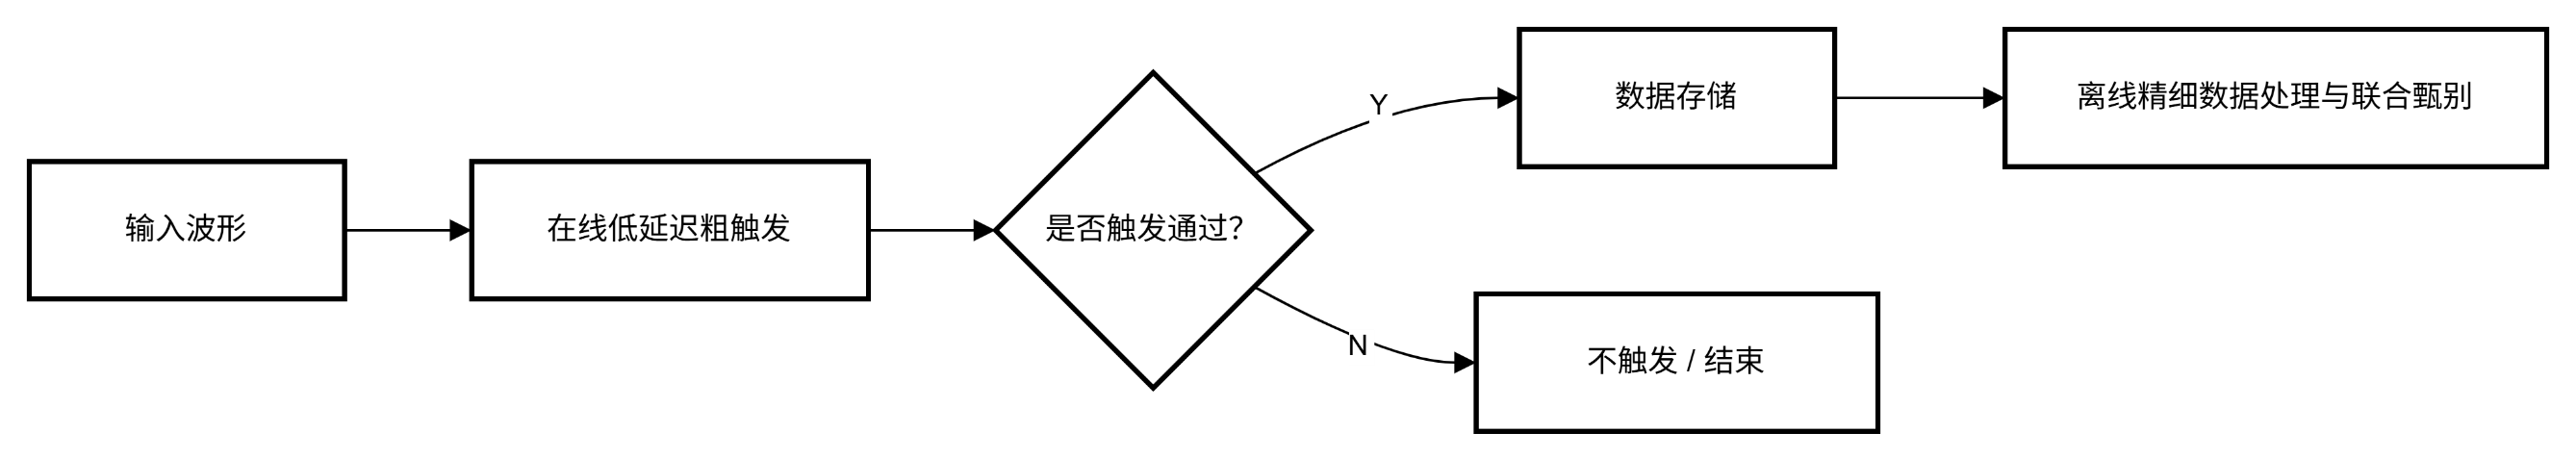 输入波形
在线低延迟粗触发
是否触发通过?
Y
数据存储
离线精细数据处理与联合甄别
N
不触发 / 结束